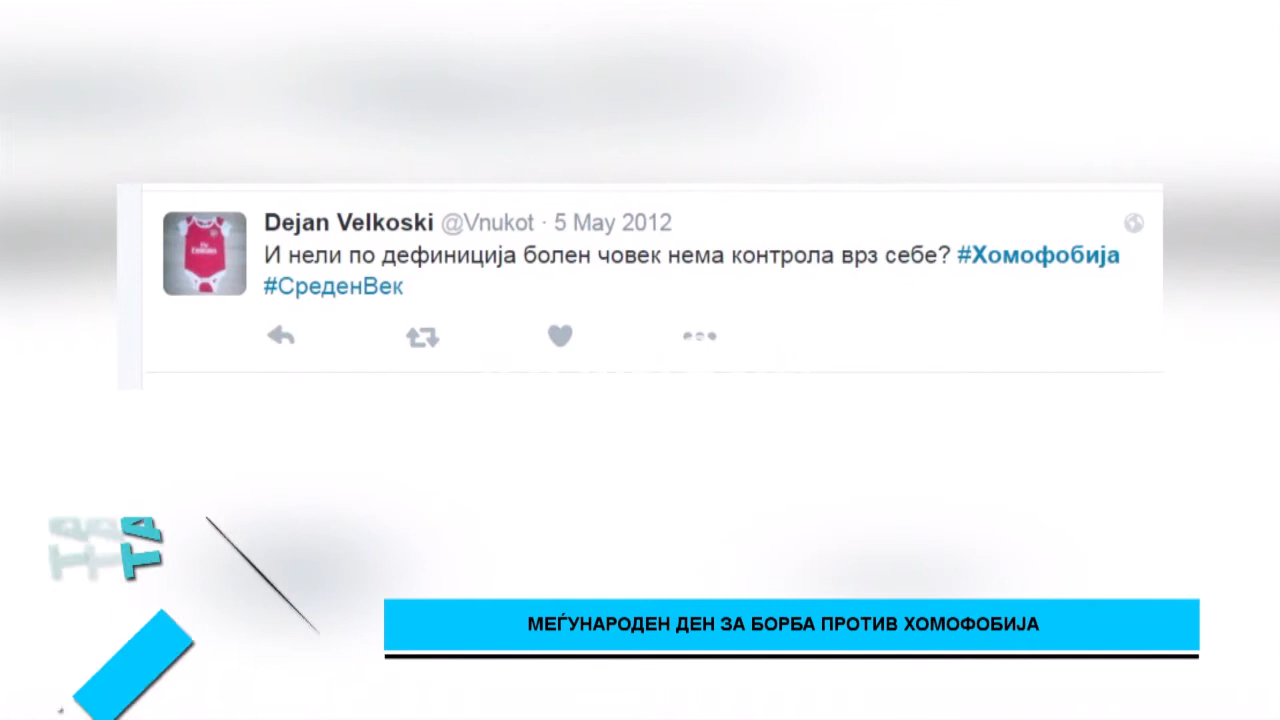 Dejan Velkoski @Vnukot · 5 May 2012
И нели по дефиниција болен човек нема контрола врз себе? #Хомофобија
#СреденВек
МЕЃУНАРОДЕН ДЕН ЗА БОРБА ПРОТИВ ХОМОФОБИЈА